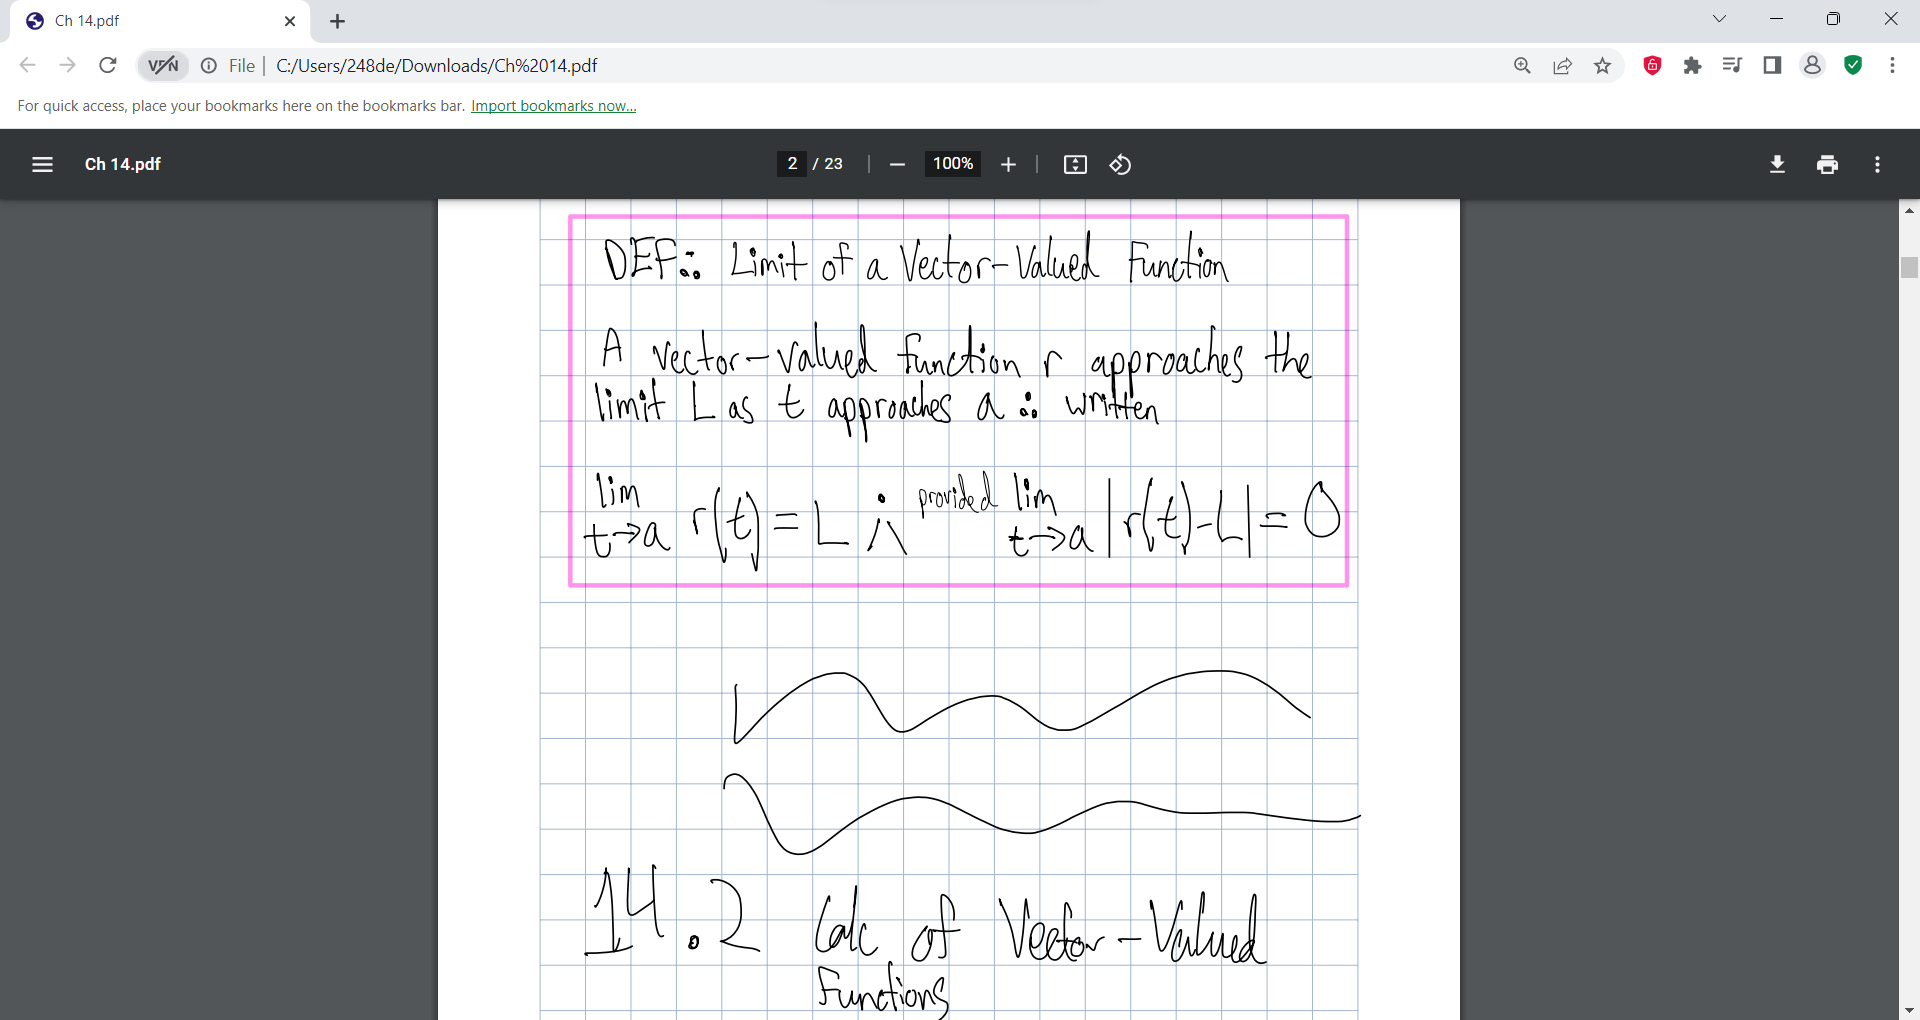 Ch 14.pdf
VPN File C:/Users/248de/Downloads/Ch%2014.pdf
For quick access, place your bookmarks here on the bookmarks bar. Import bookmarks now...
Ch 14.pdf 2 / 23 100%
DEF: Limit of a Vector-Valued Function
A vector-valued function r approaches the
limit L as t approaches a : written
lim t→a r(t) = L provided lim t→a |r(t)-L| = 0
14.2 Calc of Vector-Valued
Functions